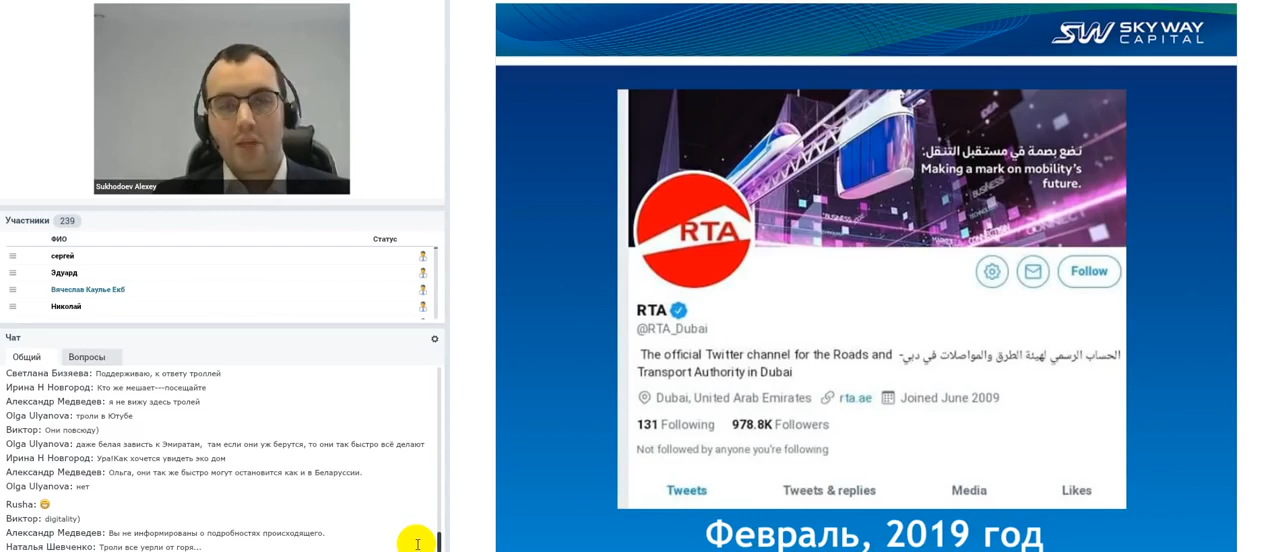 Sukhodoev Alexey
Участники 239
ФИО Статус
сергей
Эдуард
Вячеслав Каулье Екб
Николай
Чат
Общий Вопросы
Светлана Бизяева: Поддерживаю, к ответу троллей
Ирина Н Новгород: Кто же мешает---посещайте
Александр Медведев: я не вижу здесь тролей
Olga Ulyanova: троли в Ютубе
Виктор: Они повсюду)
Olga Ulyanova: даже белая зависть к Эмиратам, там если они уж берутся, то они так быстро всё делают
Ирина Н Новгород: Ура!Как хочется увидеть эко дом
Александр Медведев: Ольга, они так же быстро могут остановится как и в Беларуссии.
Olga Ulyanova: нет
Rusha:
Виктор: digitality)
Александр Медведев: Вы не информированы о подробностях происходящего.
Наталья Шевченко: Троли все уерли от горя...
SW SKY WAY
CAPITAL
نضع بصمة في مستقبل التنقل.
Making a mark on mobility's
future.
IDEA
BUSINESS
CONNECT
RTA
Follow
RTA
@RTA_Dubai
The official Twitter channel for the Roads and -الحساب الرسمي لهيئة الطرق والمواصلات في دبي
Transport Authority in Dubai
Dubai, United Arab Emirates rta.ae Joined June 2009
131 Following 978.8K Followers
Not followed by anyone you're following
Tweets Tweets & replies Media Likes
Февраль, 2019 год